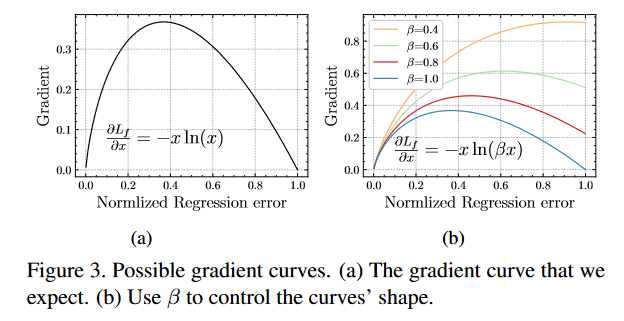 0.3
0.2
0.1
0.0
Gradient
∂L_f/∂x = −x ln(x)
0.0 0.2 0.4 0.6 0.8 1.0
Normlized Regression error
(a)
0.8
0.6
0.4
0.2
0.0
Gradient
β=0.4
β=0.6
β=0.8
β=1.0
∂L_f/∂x = −x ln(βx)
0.0 0.2 0.4 0.6 0.8 1.0
Normlized Regression error
(b)
Figure 3. Possible gradient curves. (a) The gradient curve that we
expect. (b) Use β to control the curves’ shape.